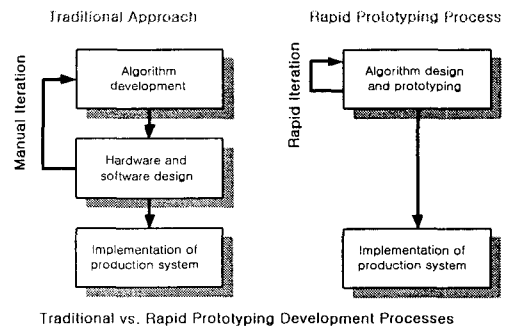 Traditional Approach
Algorithm
development
Manual Iteration
Hardware and
software design
Implementation of
production system
Rapid Prototyping Process
Algorithm design
and prototyping
Rapid Iteration
Implementation of
production system
Traditional vs. Rapid Prototyping Development Processes